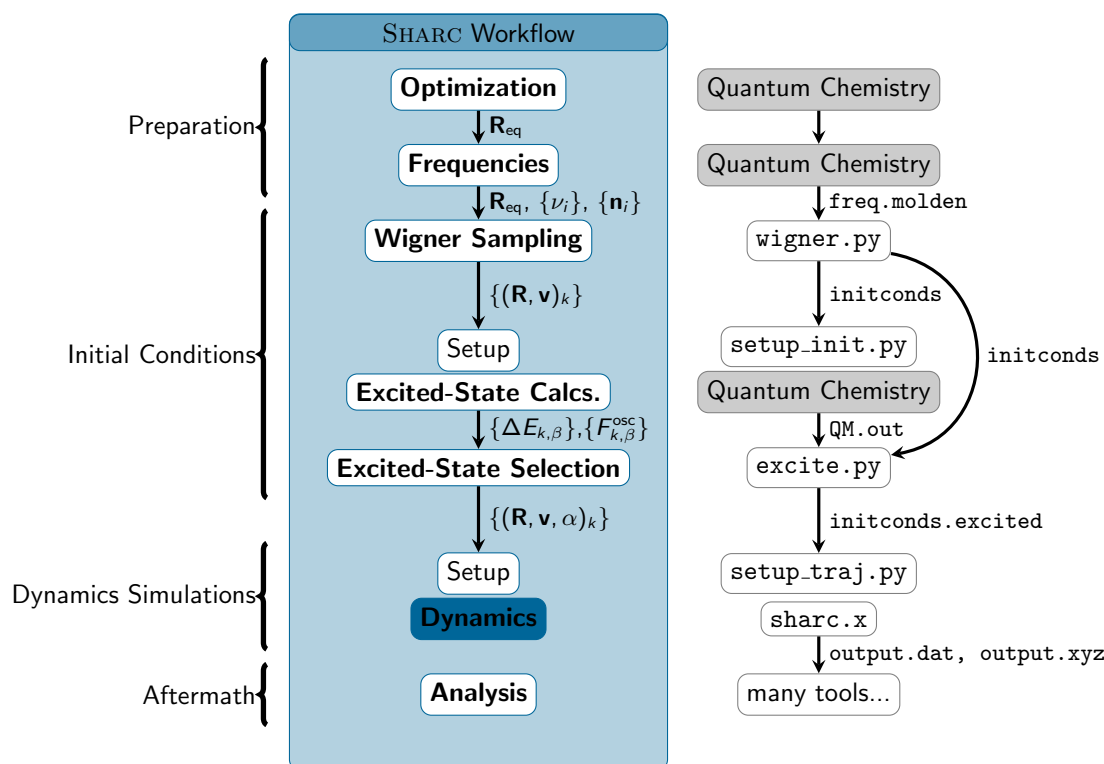 SHARC Workflow
Optimization
Quantum Chemistry
Preparation
R_eq
Frequencies
Quantum Chemistry
R_eq, {ν_i}, {n_i}
freq.molden
Wigner Sampling
wigner.py
{(R, v)_k}
initconds
Initial Conditions
Setup
setup_init.py
initconds
Excited-State Calcs.
Quantum Chemistry
{ΔE_{k,β}},{F^{osc}_{k,β}}
QM.out
Excited-State Selection
excite.py
{(R, v, α)_k}
initconds.excited
Dynamics Simulations
Setup
setup_traj.py
Dynamics
sharc.x
output.dat, output.xyz
Aftermath
Analysis
many tools...